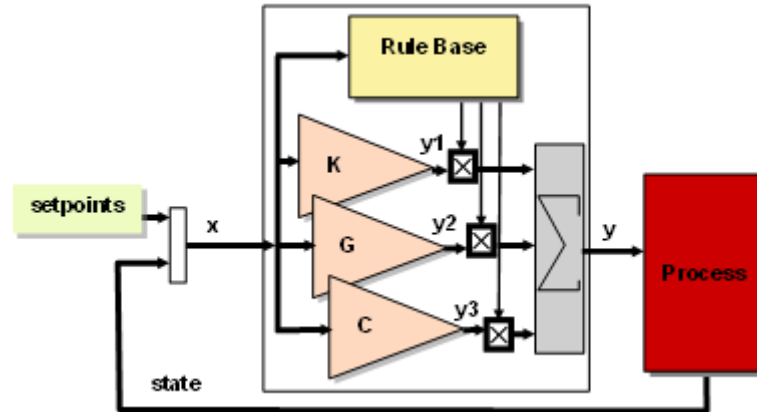 Rule Base
K
y1
setpoints
x
G
y2
y
Process
C
y3
state